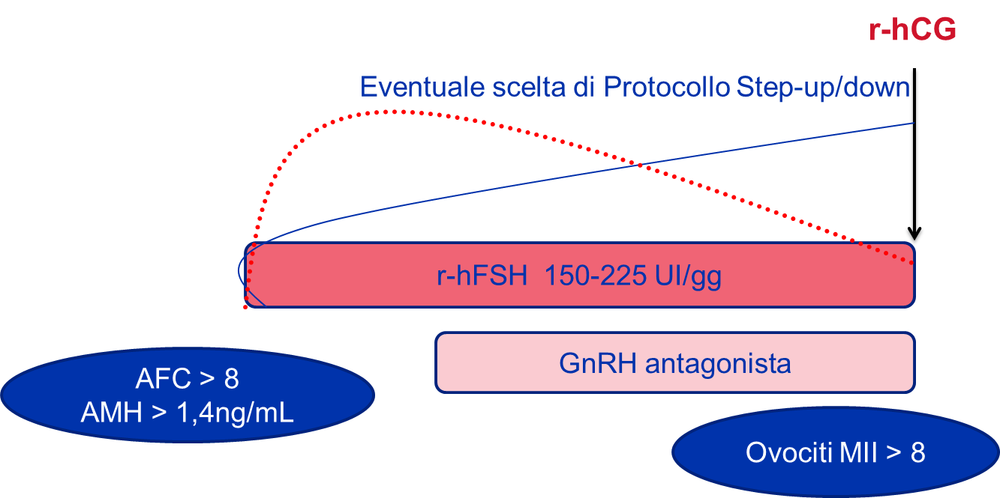 r-hCG
Eventuale scelta di Protocollo Step-up/down
r-hFSH 150-225 UI/gg
GnRH antagonista
AFC > 8
AMH > 1,4ng/mL
Ovociti MII > 8